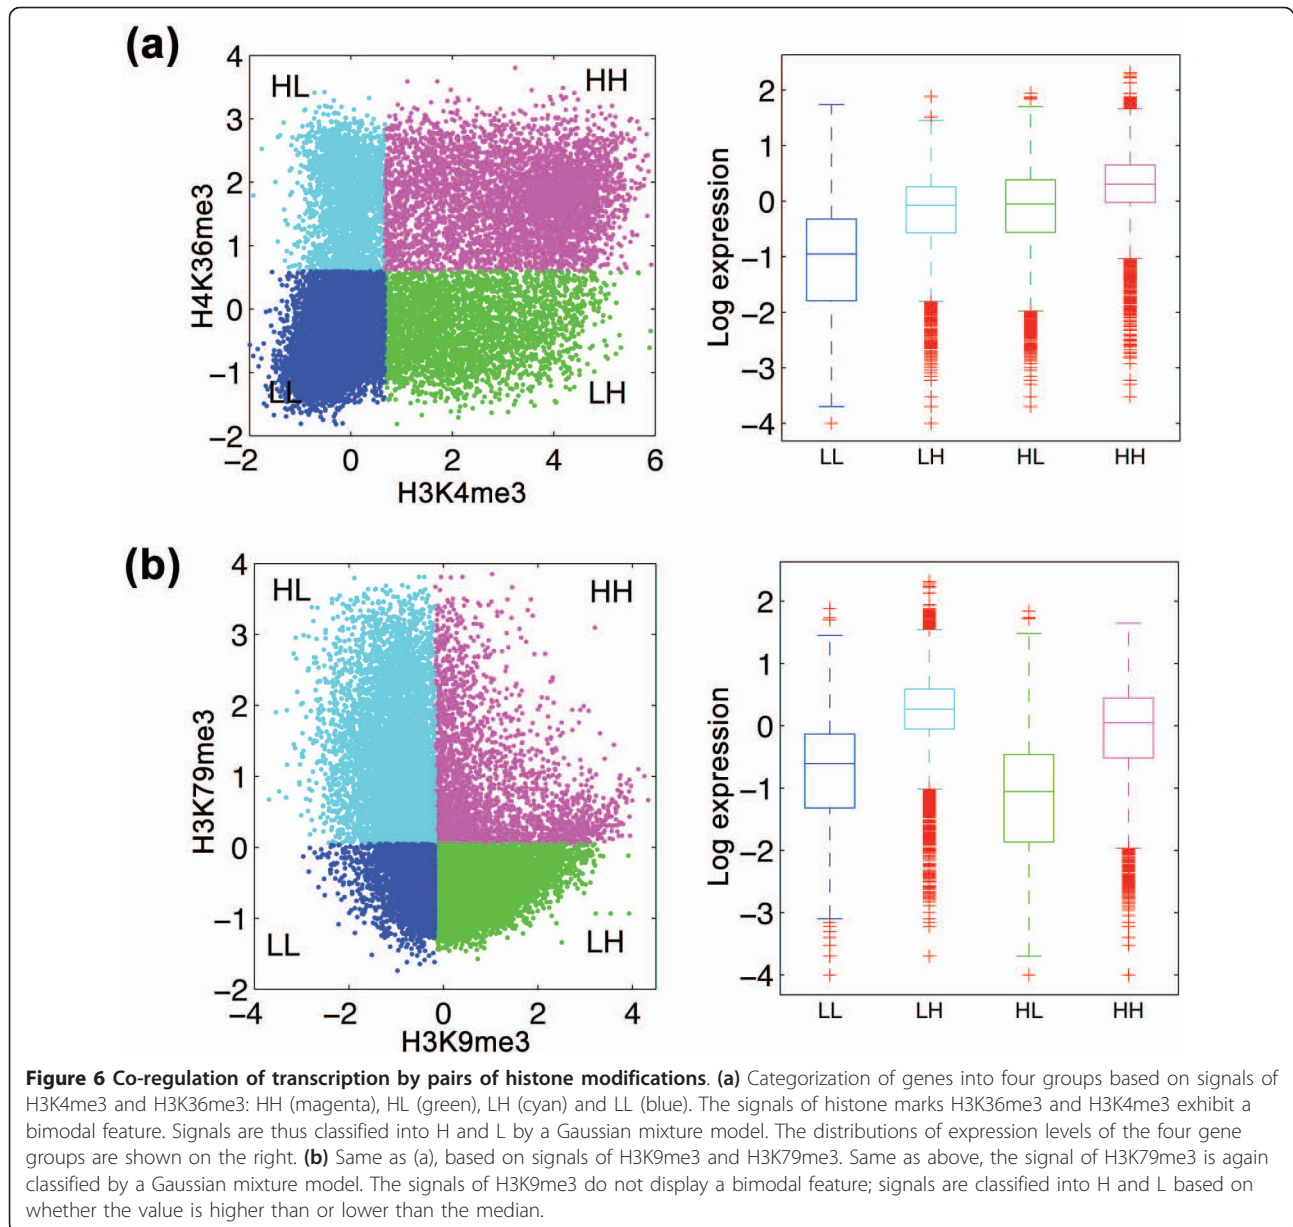 (a)
4
3
2
1
0
−1
−2
H4K36me3
HL
HH
LL
LH
−2
0
2
4
6
H3K4me3
2
1
0
−1
−2
−3
−4
Log expression
LL
LH
HL
HH
(b)
4
3
2
1
0
−1
−2
H3K79me3
HL
HH
LL
LH
−4
−2
0
2
4
H3K9me3
2
1
0
−1
−2
−3
−4
Log expression
LL
LH
HL
HH
Figure 6 Co-regulation of transcription by pairs of histone modifications. (a) Categorization of genes into four groups based on signals of
H3K4me3 and H3K36me3: HH (magenta), HL (green), LH (cyan) and LL (blue). The signals of histone marks H3K36me3 and H3K4me3 exhibit a
bimodal feature. Signals are thus classified into H and L by a Gaussian mixture model. The distributions of expression levels of the four gene
groups are shown on the right. (b) Same as (a), based on signals of H3K9me3 and H3K79me3. Same as above, the signal of H3K79me3 is again
classified by a Gaussian mixture model. The signals of H3K9me3 do not display a bimodal feature; signals are classified into H and L based on
whether the value is higher than or lower than the median.